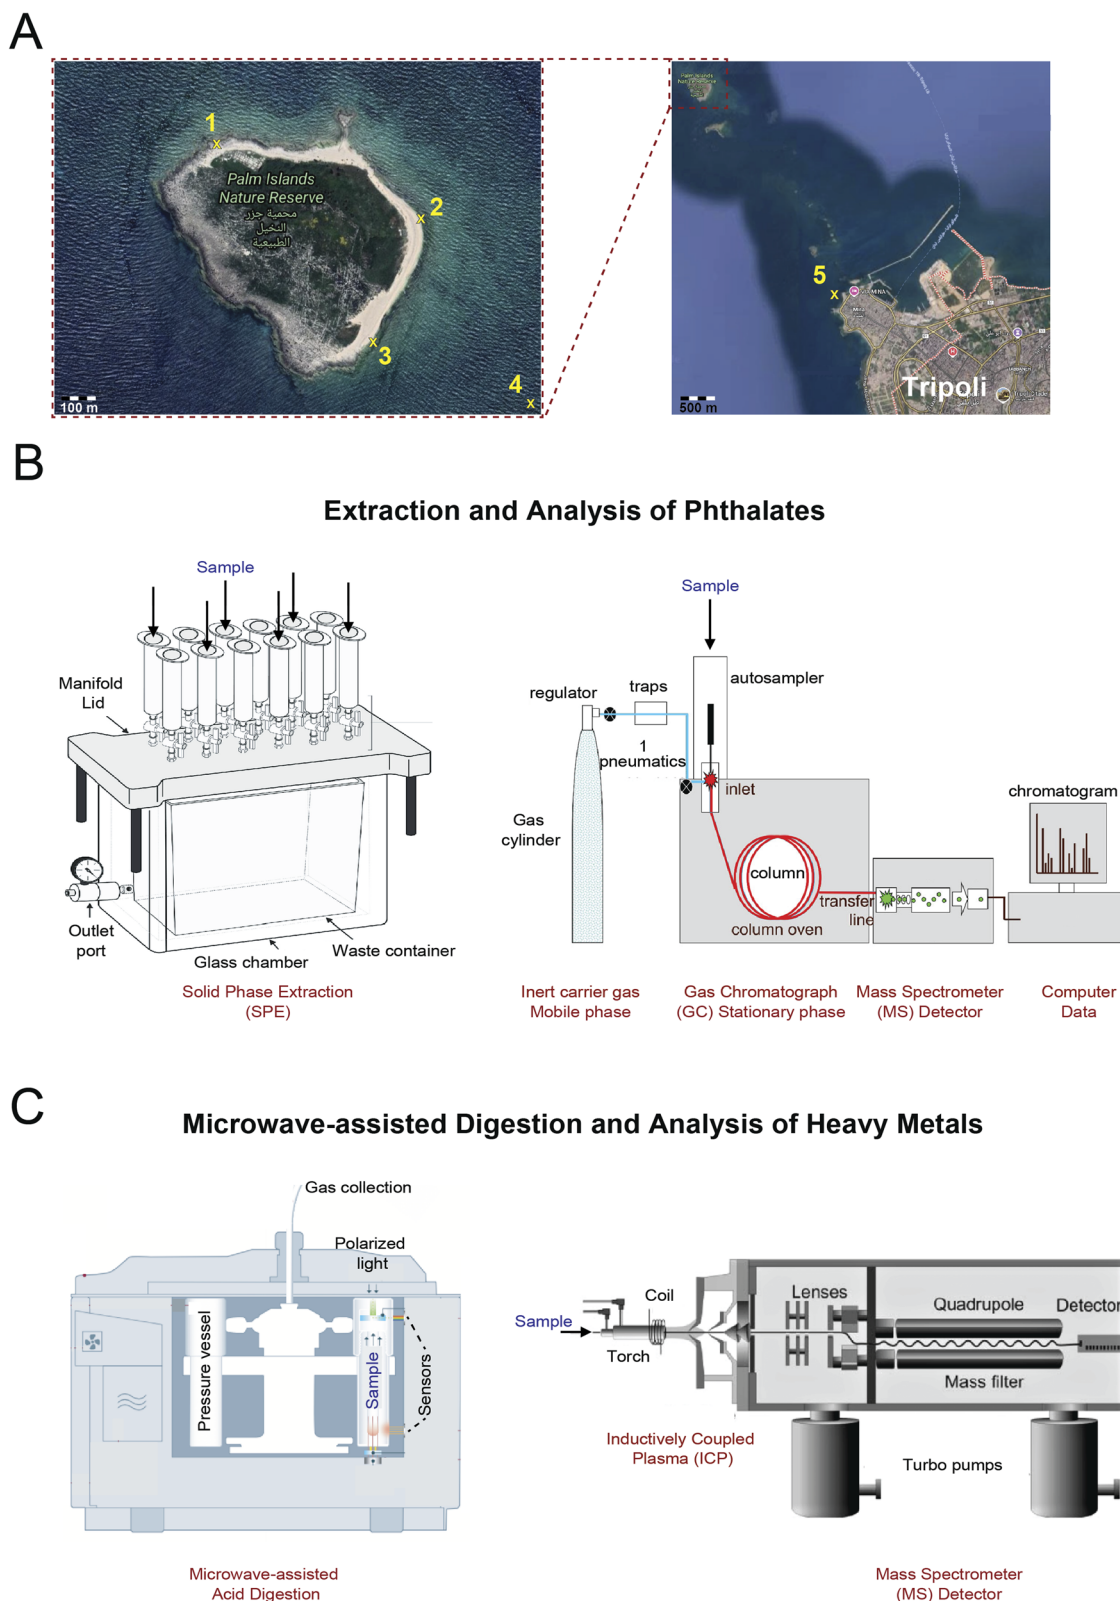 A
1
Palm Islands
Nature Reserve
محمية جزر
النخيل
الطبيعية
2
3
4
100 m
Palm Islands
Nature Reserve
5
MINA
Tripoli
500 m
B
Extraction and Analysis of Phthalates
Sample
Manifold
Lid
Outlet
port
Waste container
Glass chamber
Solid Phase Extraction
(SPE)
Sample
autosampler
traps
regulator
1
pneumatics
inlet
Gas
cylinder
chromatogram
column
transfer
line
column oven
Inert carrier gas
Mobile phase
Gas Chromatograph
(GC) Stationary phase
Mass Spectrometer
(MS) Detector
Computer
Data
C
Microwave-assisted Digestion and Analysis of Heavy Metals
Gas collection
Polarized
light
Pressure vessel
Sample
Sensors
Microwave-assisted
Acid Digestion
Sample
Coil
Torch
Lenses
Quadrupole
Detector
Mass filter
Inductively Coupled
Plasma (ICP)
Turbo pumps
Mass Spectrometer
(MS) Detector